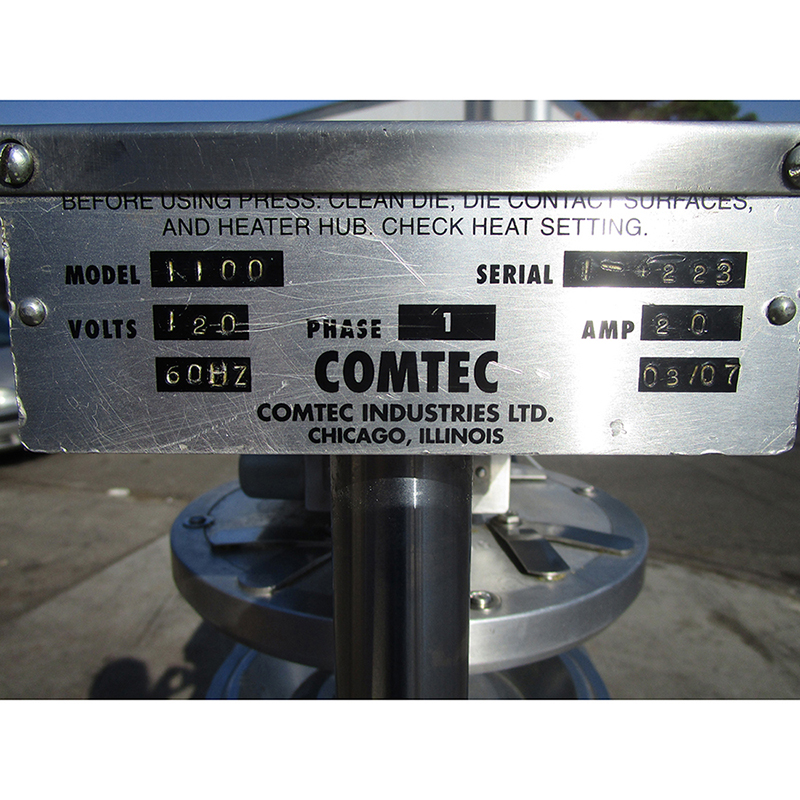 BEFORE USING PRESS: CLEAN DIE, DIE CONTACT SURFACES,
AND HEATER HUB. CHECK HEAT SETTING.
MODEL 1100 SERIAL
VOLTS 120 PHASE 1 AMP 20
60HZ COMTEC 03/07
COMTEC INDUSTRIES LTD.
CHICAGO, ILLINOIS